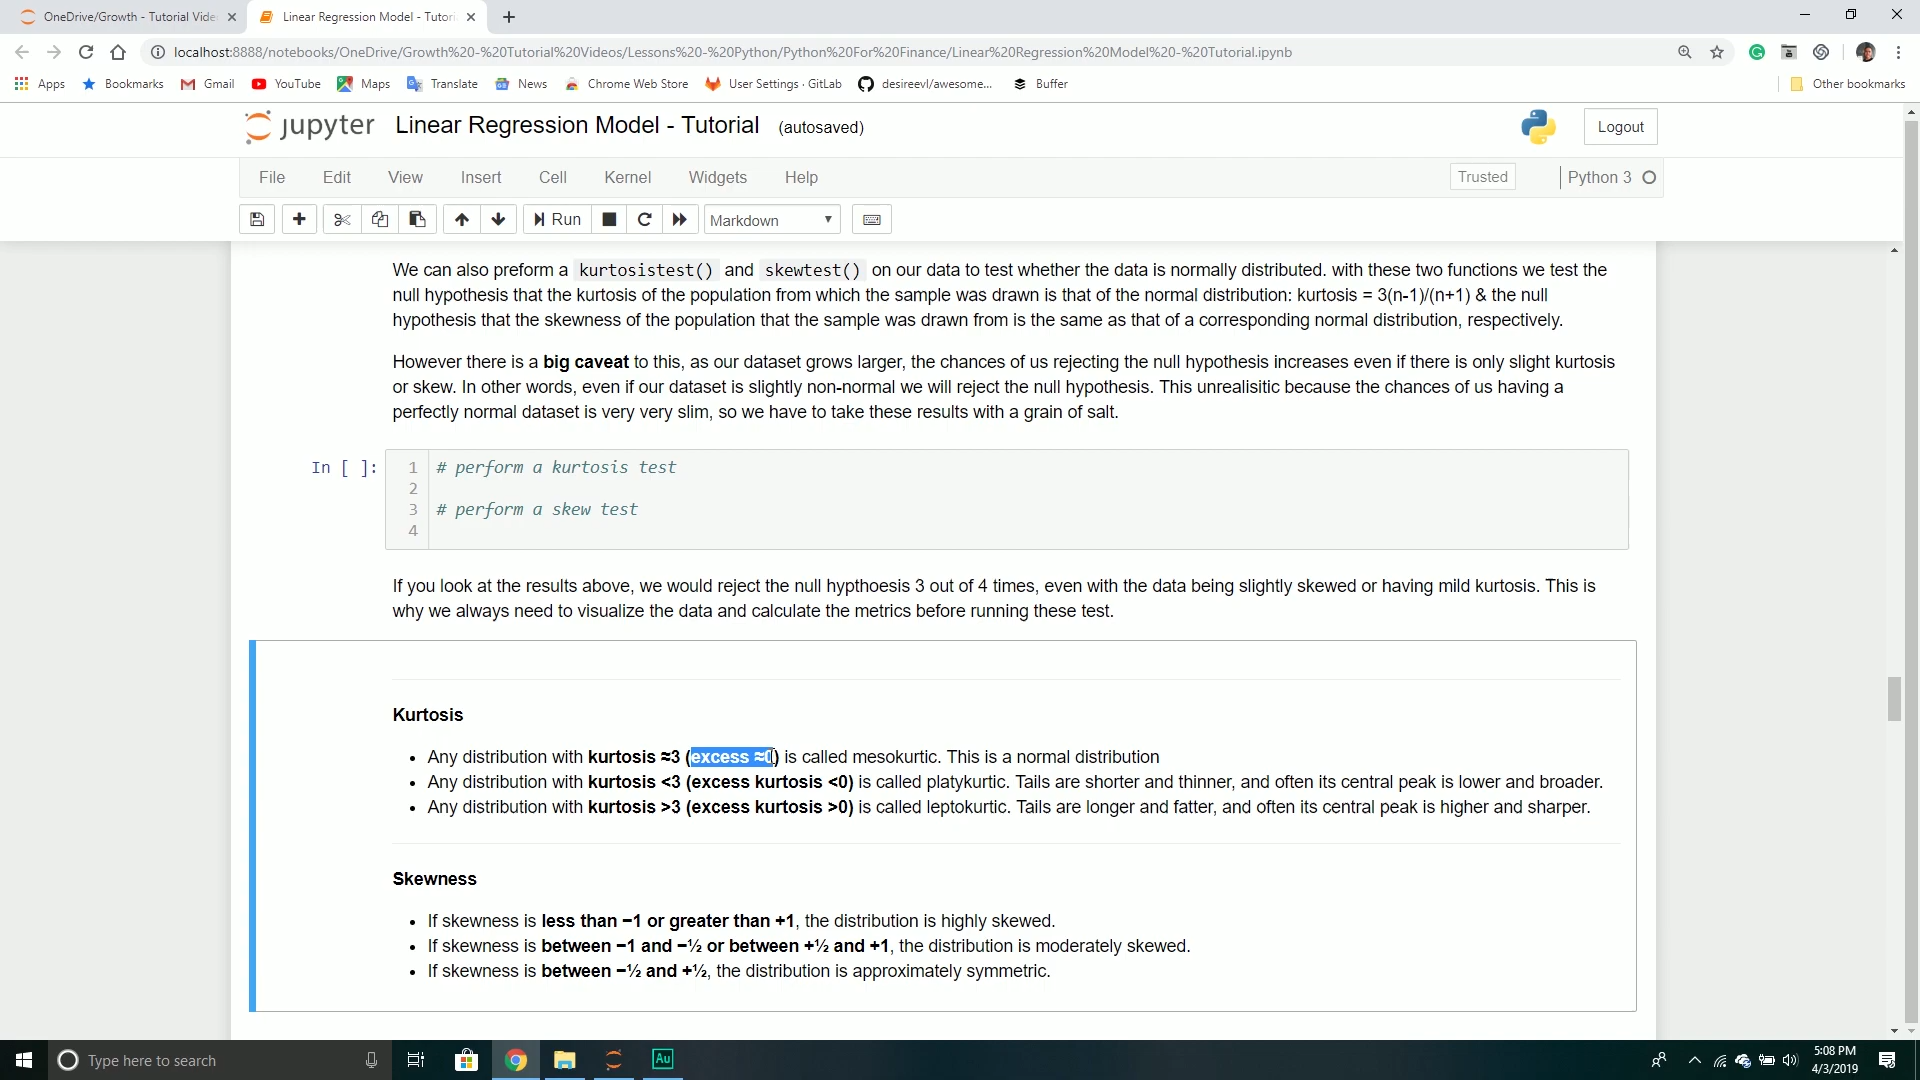 OneDrive/Growth - Tutorial Vide
Linear Regression Model - Tutori
localhost:8888/notebooks/OneDrive/Growth%20-%20Tutorial%20Videos/Lessons%20-%20Python/Python%20For%20Finance/Linear%20Regression%20Model%20-%20Tutorial.ipynb
Apps Bookmarks Gmail YouTube Maps Translate News Chrome Web Store User Settings · GitLab desireevl/awesome... Buffer Other bookmarks
jupyter Linear Regression Model - Tutorial (autosaved) Logout
File Edit View Insert Cell Kernel Widgets Help Trusted Python 3
Run Markdown
We can also preform a kurtosistest() and skewtest() on our data to test whether the data is normally distributed. with these two functions we test the
null hypothesis that the kurtosis of the population from which the sample was drawn is that of the normal distribution: kurtosis = 3(n-1)/(n+1) & the null
hypothesis that the skewness of the population that the sample was drawn from is the same as that of a corresponding normal distribution, respectively.
However there is a big caveat to this, as our dataset grows larger, the chances of us rejecting the null hypothesis increases even if there is only slight kurtosis
or skew. In other words, even if our dataset is slightly non-normal we will reject the null hypothesis. This unrealisitic because the chances of us having a
perfectly normal dataset is very very slim, so we have to take these results with a grain of salt.
In [ ]: 1 # perform a kurtosis test
2
3 # perform a skew test
4
If you look at the results above, we would reject the null hypthoesis 3 out of 4 times, even with the data being slightly skewed or having mild kurtosis. This is
why we always need to visualize the data and calculate the metrics before running these test.
Kurtosis
• Any distribution with kurtosis ≈3 (excess ≈0) is called mesokurtic. This is a normal distribution
• Any distribution with kurtosis <3 (excess kurtosis <0) is called platykurtic. Tails are shorter and thinner, and often its central peak is lower and broader.
• Any distribution with kurtosis >3 (excess kurtosis >0) is called leptokurtic. Tails are longer and fatter, and often its central peak is higher and sharper.
Skewness
• If skewness is less than −1 or greater than +1, the distribution is highly skewed.
• If skewness is between −1 and −½ or between +½ and +1, the distribution is moderately skewed.
• If skewness is between −½ and +½, the distribution is approximately symmetric.
Type here to search
Au
5:08 PM
4/3/2019